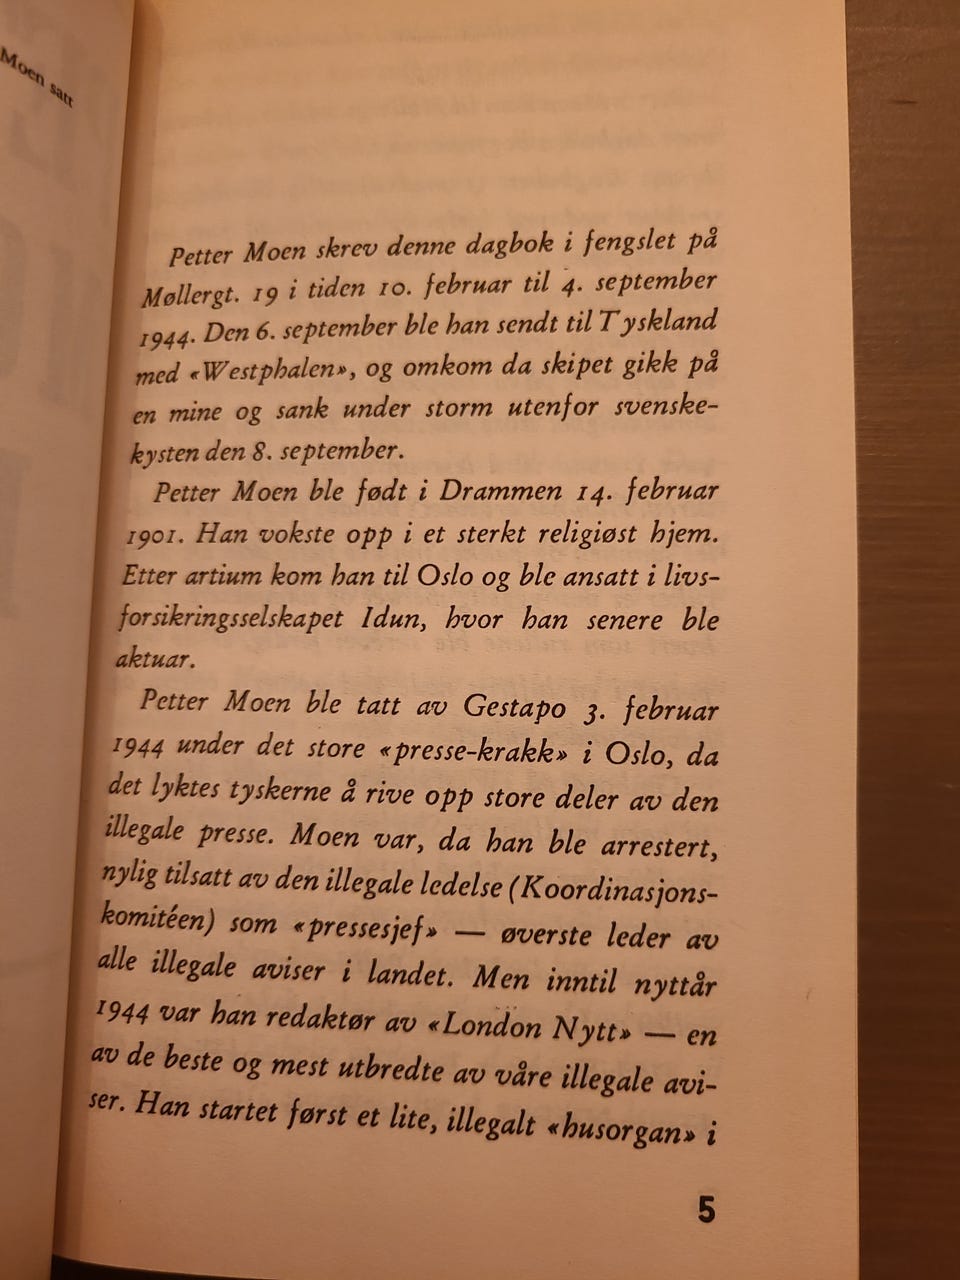 Moen satt
Petter Moen skrev denne dagbok i fengslet på
Møllergt. 19 i tiden 10. februar til 4. september
1944. Den 6. september ble han sendt til Tyskland
med «Westphalen», og omkom da skipet gikk på
en mine og sank under storm utenfor svenske-
kysten den 8. september.
Petter Moen ble født i Drammen 14. februar
1901. Han vokste opp i et sterkt religiøst hjem.
Etter artium kom han til Oslo og ble ansatt i livs-
forsikringsselskapet Idun, hvor han senere ble
aktuar.
Petter Moen ble tatt av Gestapo 3. februar
1944 under det store «presse-krakk» i Oslo, da
det lyktes tyskerne å rive opp store deler av den
illegale presse. Moen var, da han ble arrestert,
nylig tilsatt av den illegale ledelse (Koordinasjons-
komitéen) som «pressesjef» — øverste leder av
alle illegale aviser i landet. Men inntil nyttår
1944 var han redaktør av «London Nytt» — en
av de beste og mest utbredte av våre illegale avi-
ser. Han startet først et lite, illegalt «husorgan» i
5